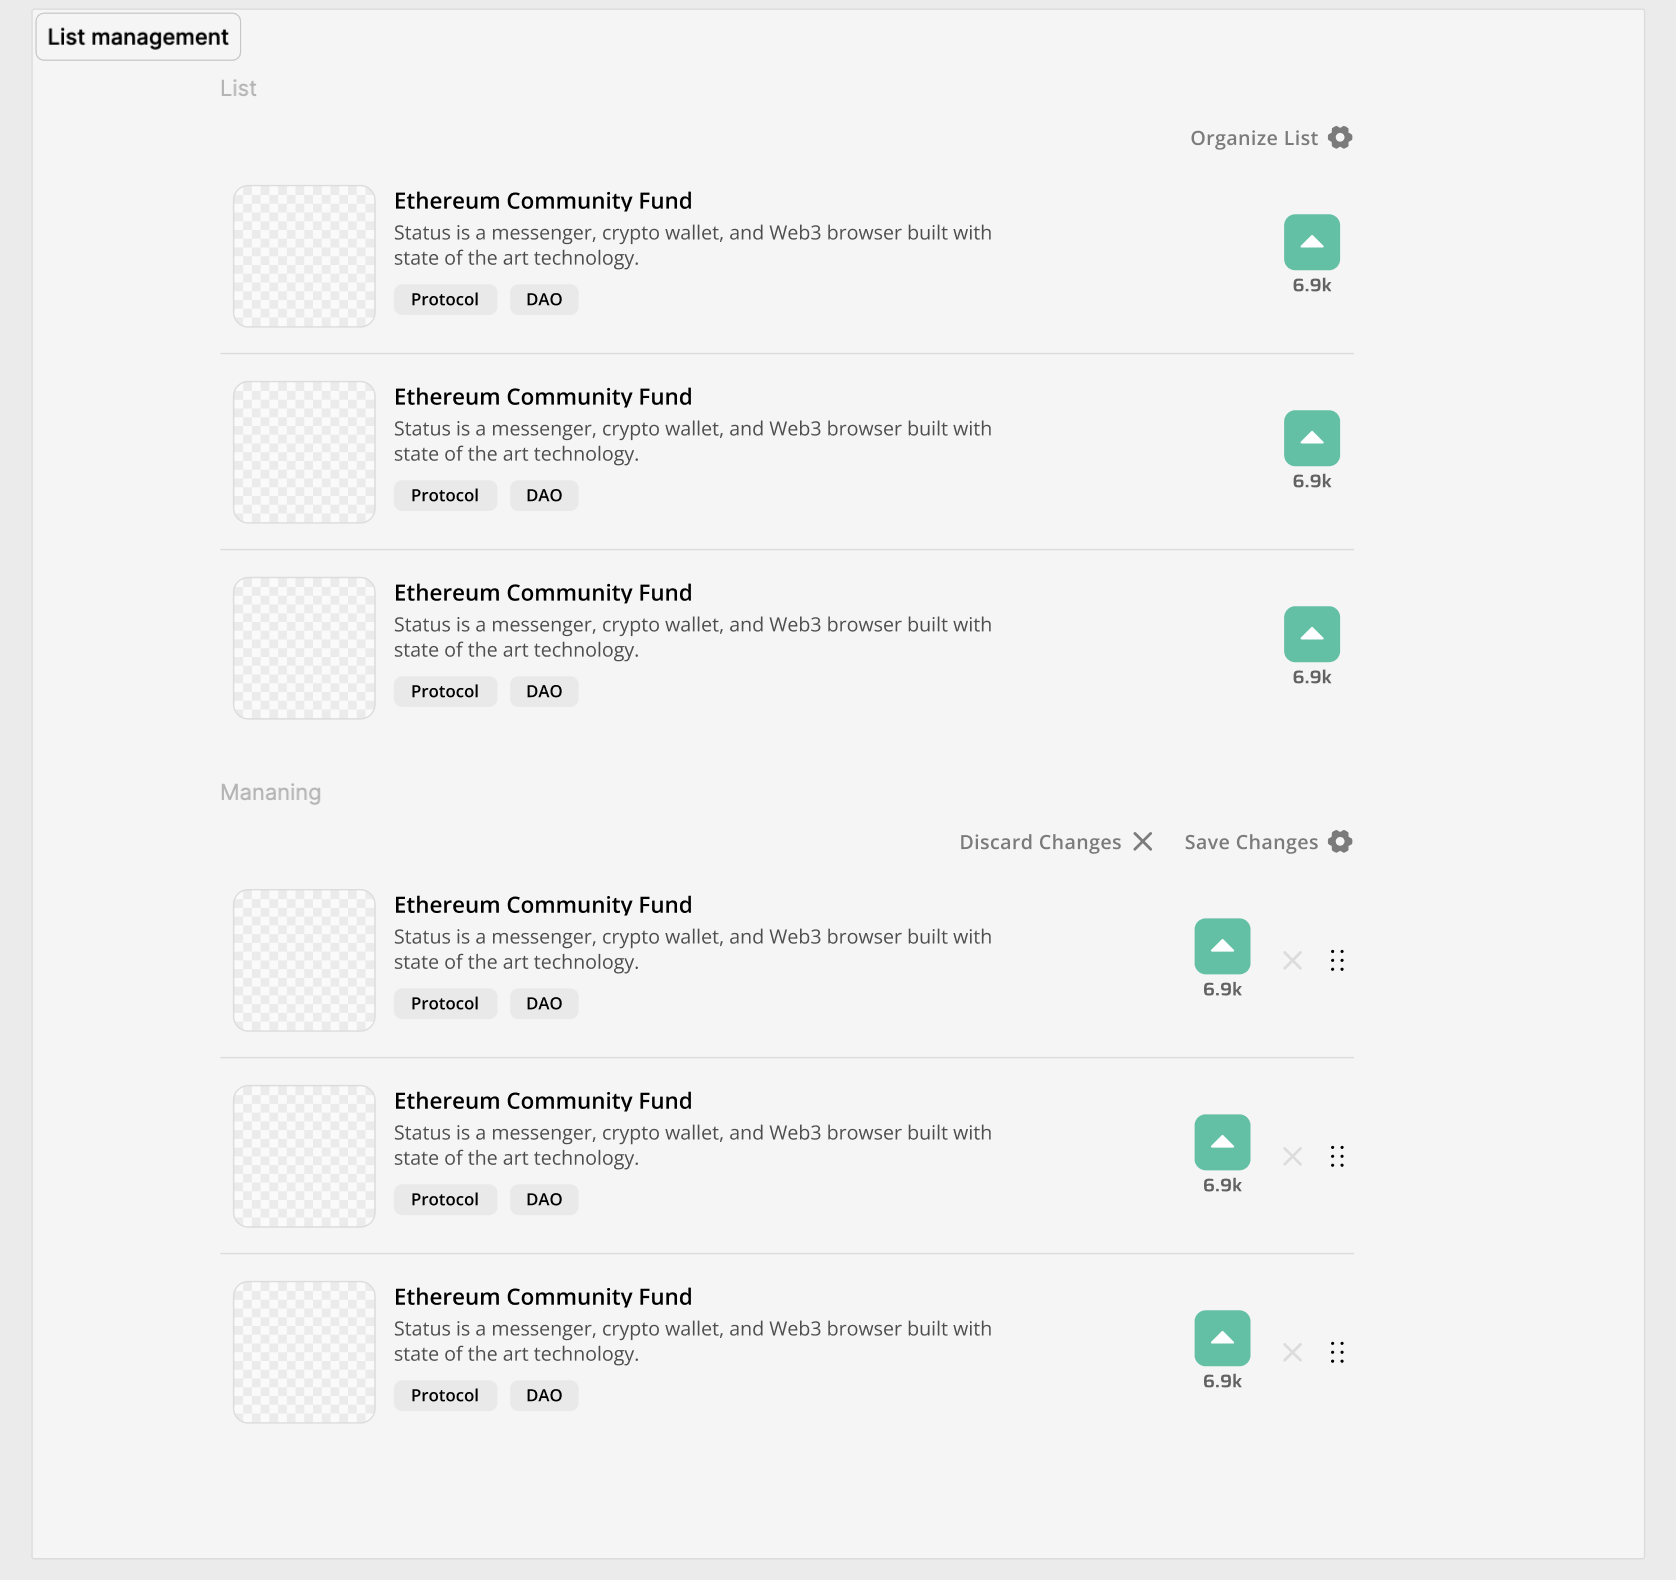 List management
List
Organize List
Ethereum Community Fund
Status is a messenger, crypto wallet, and Web3 browser built with
state of the art technology.
Protocol DAO
6.9k
Ethereum Community Fund
Status is a messenger, crypto wallet, and Web3 browser built with
state of the art technology.
Protocol DAO
6.9k
Ethereum Community Fund
Status is a messenger, crypto wallet, and Web3 browser built with
state of the art technology.
Protocol DAO
6.9k
Mananing
Discard Changes Save Changes
Ethereum Community Fund
Status is a messenger, crypto wallet, and Web3 browser built with
state of the art technology.
Protocol DAO
6.9k
Ethereum Community Fund
Status is a messenger, crypto wallet, and Web3 browser built with
state of the art technology.
Protocol DAO
6.9k
Ethereum Community Fund
Status is a messenger, crypto wallet, and Web3 browser built with
state of the art technology.
Protocol DAO
6.9k